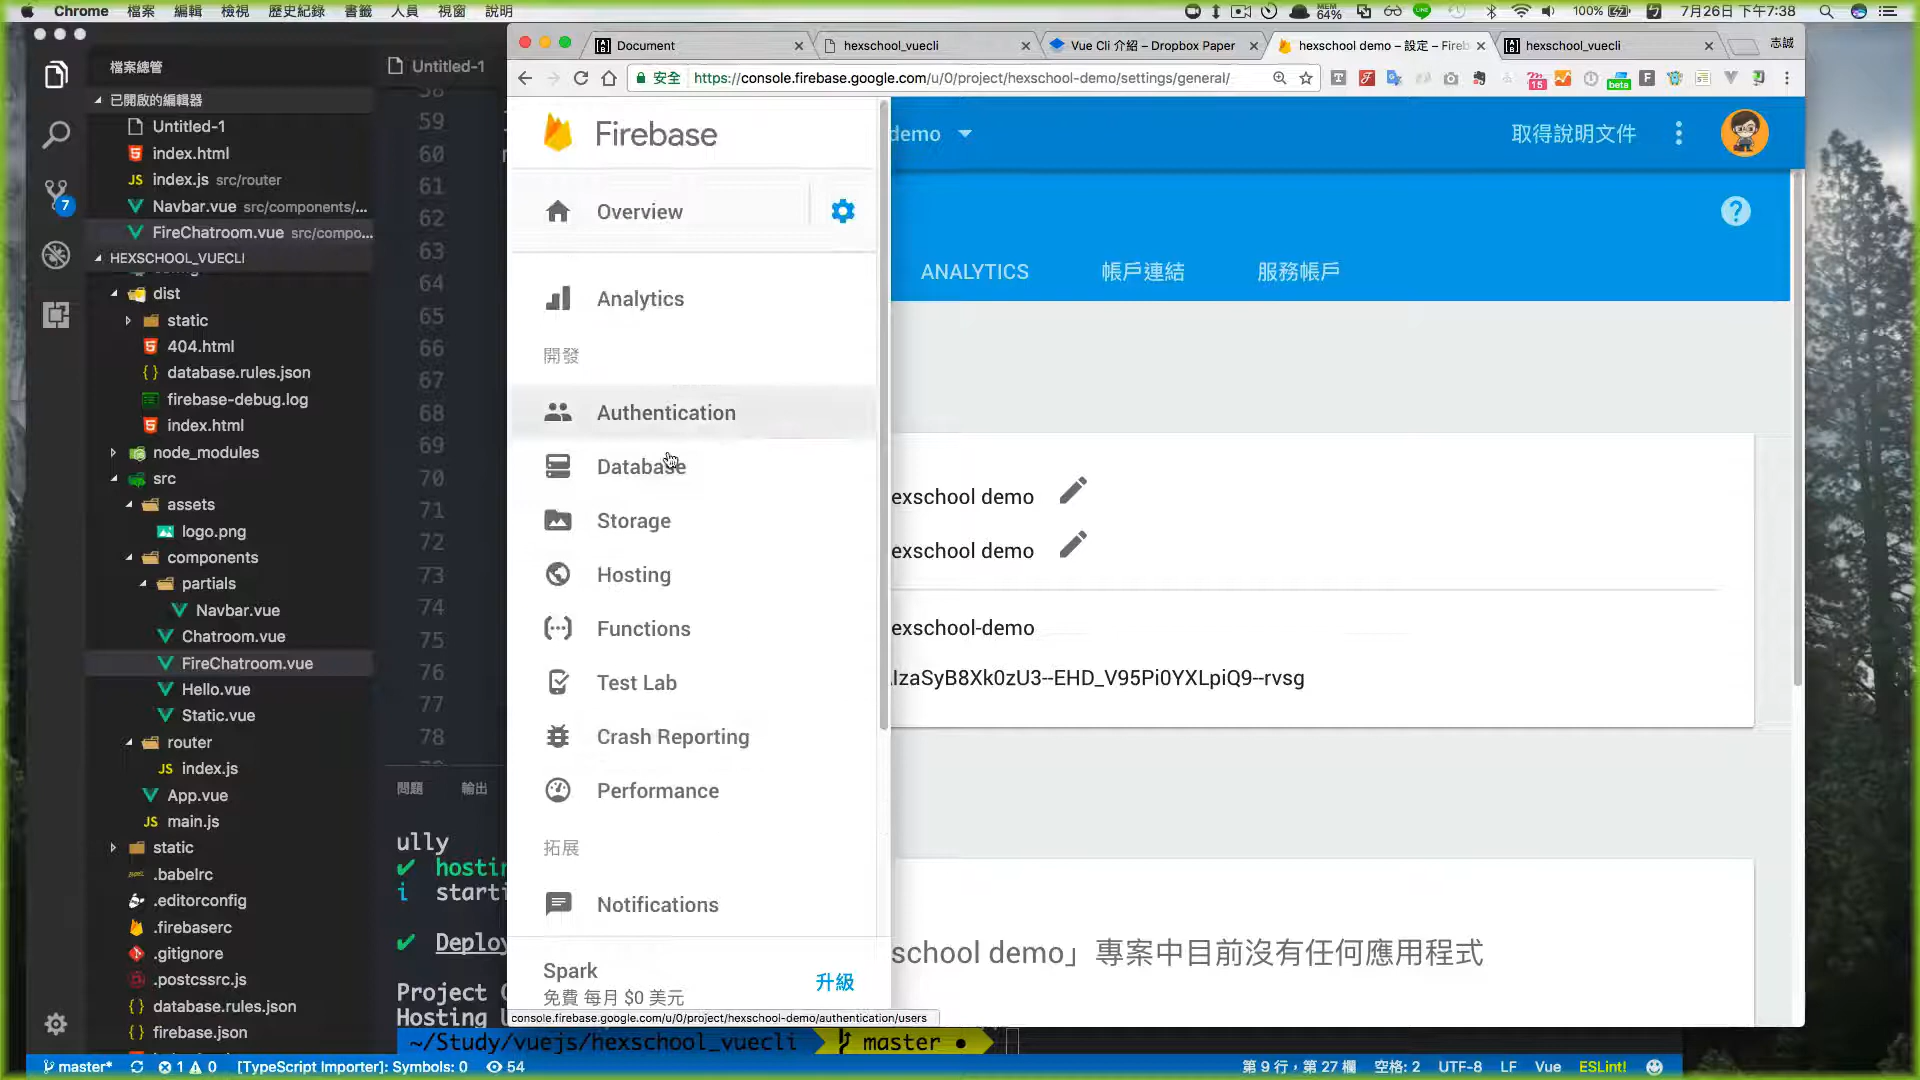 Chrome 檔案 編輯 檢視 歷史紀錄 書籤 人員 視窗 說明
MEM 64% 100% 7月26日 下午7:38
檔案總管
Untitled-1
已開啟的編輯器
Untitled-1
index.html
index.js src/router
Navbar.vue src/components/...
FireChatroom.vue src/compo...
HEXSCHOOL_VUECLI
dist
static
404.html
database.rules.json
firebase-debug.log
index.html
node_modules
src
assets
logo.png
components
partials
Navbar.vue
Chatroom.vue
FireChatroom.vue
Hello.vue
Static.vue
router
index.js
App.vue
main.js
static
.babelrc
.editorconfig
.firebaserc
.gitignore
.postcssrc.js
database.rules.json
firebase.json
59
60
61
62
63
64
65
66
67
68
69
70
71
72
73
74
75
76
77
78
問題 輸出
ully
✔ hostin
i starti
✔ Deploy
Project C
Hosting U
~/Study/vuejs/hexschool_vuecli master ●
Document
hexschool_vuecli
Vue Cli 介紹 – Dropbox Paper
hexschool demo – 設定 – Fireb
hexschool_vuecli
志誠
安全 https://console.firebase.google.com/u/0/project/hexschool-demo/settings/general/
15 beta
Firebase
Overview
Analytics
開發
Authentication
Database
Storage
Hosting
Functions
Test Lab
Crash Reporting
Performance
拓展
Notifications
Spark
免費 每月 $0 美元
升級
console.firebase.google.com/u/0/project/hexschool-demo/authentication/users
demo
取得說明文件
ANALYTICS 帳戶連結 服務帳戶
exschool demo
exschool demo
exschool-demo
IzaSyB8Xk0zU3--EHD_V95Pi0YXLpiQ9--rvsg
school demo」專案中目前沒有任何應用程式
master* 1 0 [TypeScript Importer]: Symbols: 0 54
第 9 行，第 27 欄 空格: 2 UTF-8 LF Vue ESLint!
7